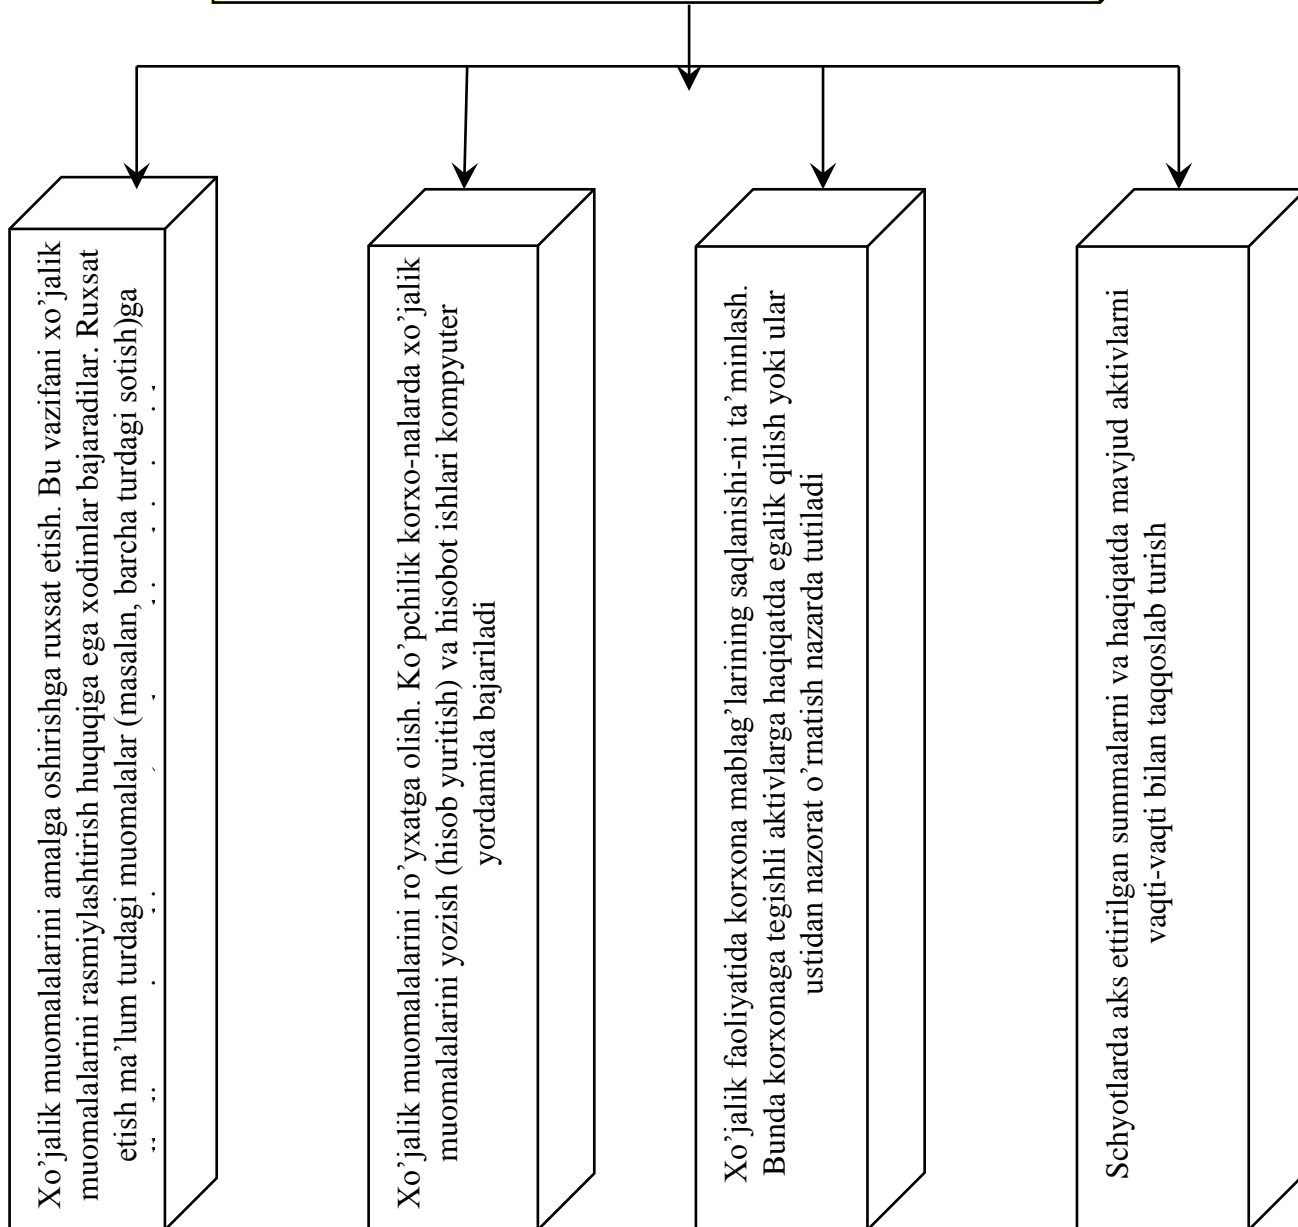 Xo’jalik muomalalarini amalga oshirishga ruxsat etish. Bu vazifani xo’jalik
muomalalarini rasmiylashtirish huquqiga ega xodimlar bajaradilar. Ruxsat
etish ma’lum turdagi muomalalar (masalan, barcha turdagi sotish)ga
Xo’jalik muomalalarini ro’yxatga olish. Ko’pchilik korxo-nalarda xo’jalik
muomalalarini yozish (hisob yuritish) va hisobot ishlari kompyuter
yordamida bajariladi
Xo’jalik faoliyatida korxona mablag’larining saqlanishi-ni ta’minlash.
Bunda korxonaga tegishli aktivlarga haqiqatda egalik qilish yoki ular
ustidan nazorat o’rnatish nazarda tutiladi
Schyotlarda aks ettirilgan summalarni va haqiqatda mavjud aktivlarni
vaqti-vaqti bilan taqqoslab turish